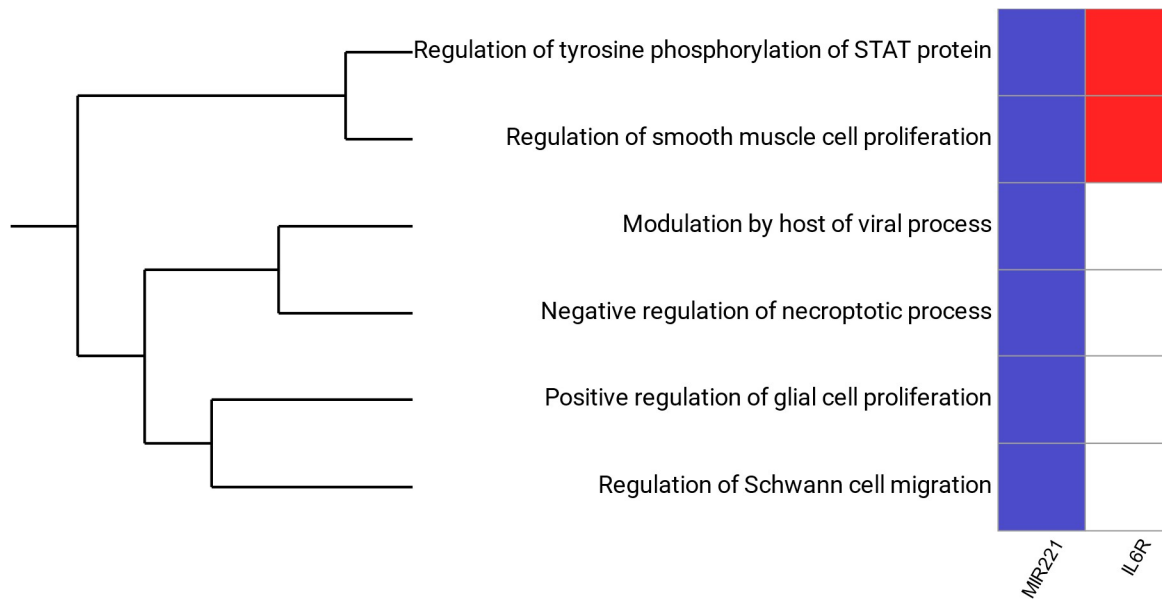 Regulation of tyrosine phosphorylation of STAT protein
Regulation of smooth muscle cell proliferation
Modulation by host of viral process
Negative regulation of necroptotic process
Positive regulation of glial cell proliferation
Regulation of Schwann cell migration
MIR221
IL6R